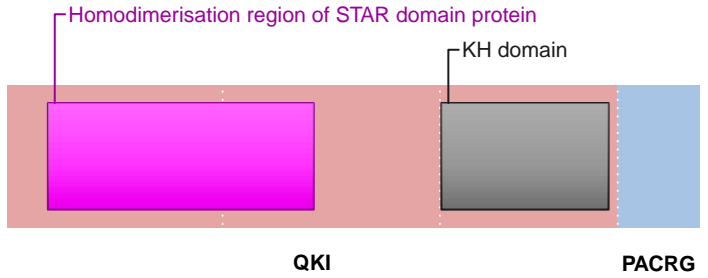 Homodimerisation region of STAR domain protein
KH domain
QKI
PACRG